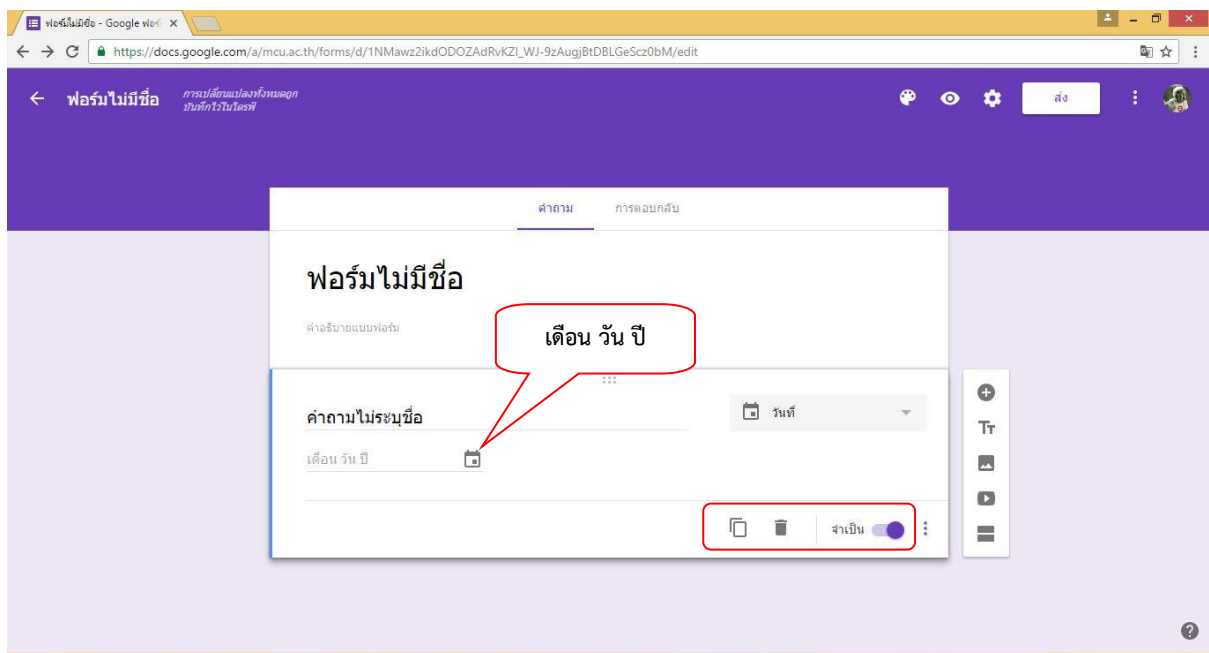 ฟอร์มไม่มีชื่อ - Google ฟอร์
https://docs.google.com/a/mcu.ac.th/forms/d/1NMawz2ikdODOZAdRvKZI_WJ-9zAugjBtDBLGeScz0bM/edit
ฟอร์มไม่มีชื่อ
การเปลี่ยนแปลงทั้งหมดถูก
บันทึกไว้ในไดรฟ์
ส่ง
คำถาม การตอบกลับ
ฟอร์มไม่มีชื่อ
คำอธิบายแบบฟอร์ม
เดือน วัน ปี
คำถามไม่ระบุชื่อ
วันที่
เดือน วัน ปี
จำเป็น